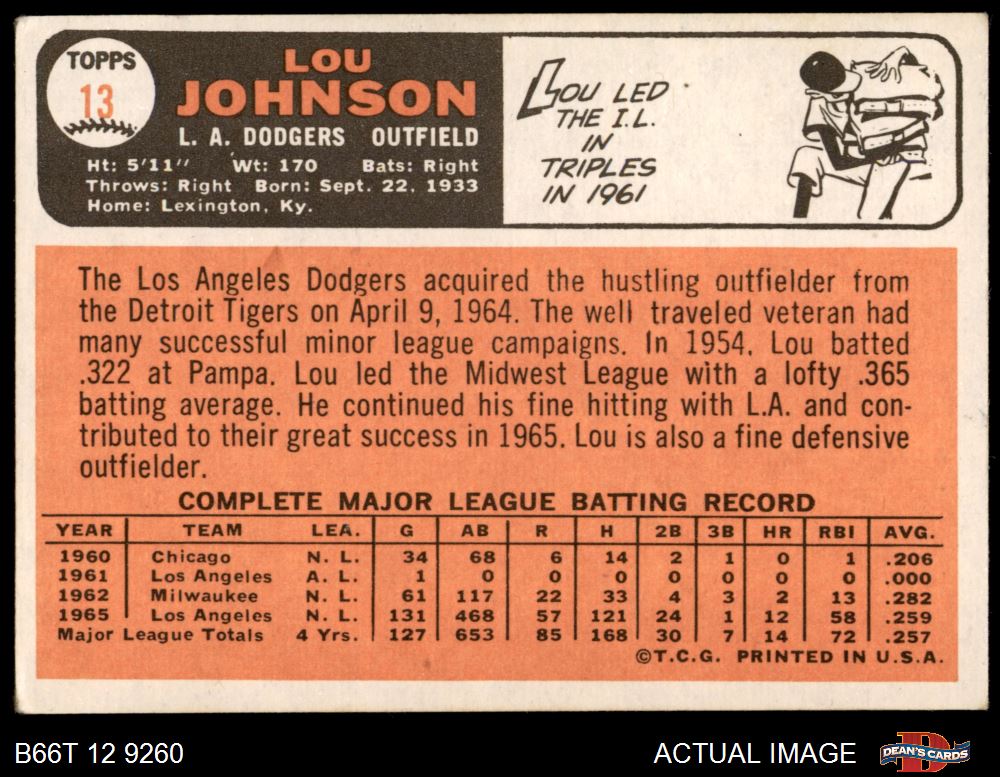 TOPPS
13
LOU
JOHNSON
L. A. DODGERS OUTFIELD
Ht: 5'11" Wt: 170 Bats: Right
Throws: Right Born: Sept. 22, 1933
Home: Lexington, Ky.
LOU LED
THE I.L.
IN
TRIPLES
IN 1961
The Los Angeles Dodgers acquired the hustling outfielder from
the Detroit Tigers on April 9, 1964. The well traveled veteran had
many successful minor league campaigns. In 1954, Lou batted
.322 at Pampa. Lou led the Midwest League with a lofty .365
batting average. He continued his fine hitting with L.A. and con-
tributed to their great success in 1965. Lou is also a fine defensive
outfielder.
COMPLETE MAJOR LEAGUE BATTING RECORD
YEAR TEAM LEA. G AB R H 2B 3B HR RBI AVG.
1960 Chicago N. L. 34 68 6 14 2 1 0 1 .206
1961 Los Angeles A. L. 1 0 0 0 0 0 0 0 .000
1962 Milwaukee N. L. 61 117 22 33 4 3 2 13 .282
1965 Los Angeles N. L. 131 468 57 121 24 1 12 58 .259
Major League Totals 4 Yrs. 127 653 85 168 30 7 14 72 .257
©T.C.G. PRINTED IN U.S.A.
B66T 12 9260
ACTUAL IMAGE
DEAN'S CARDS